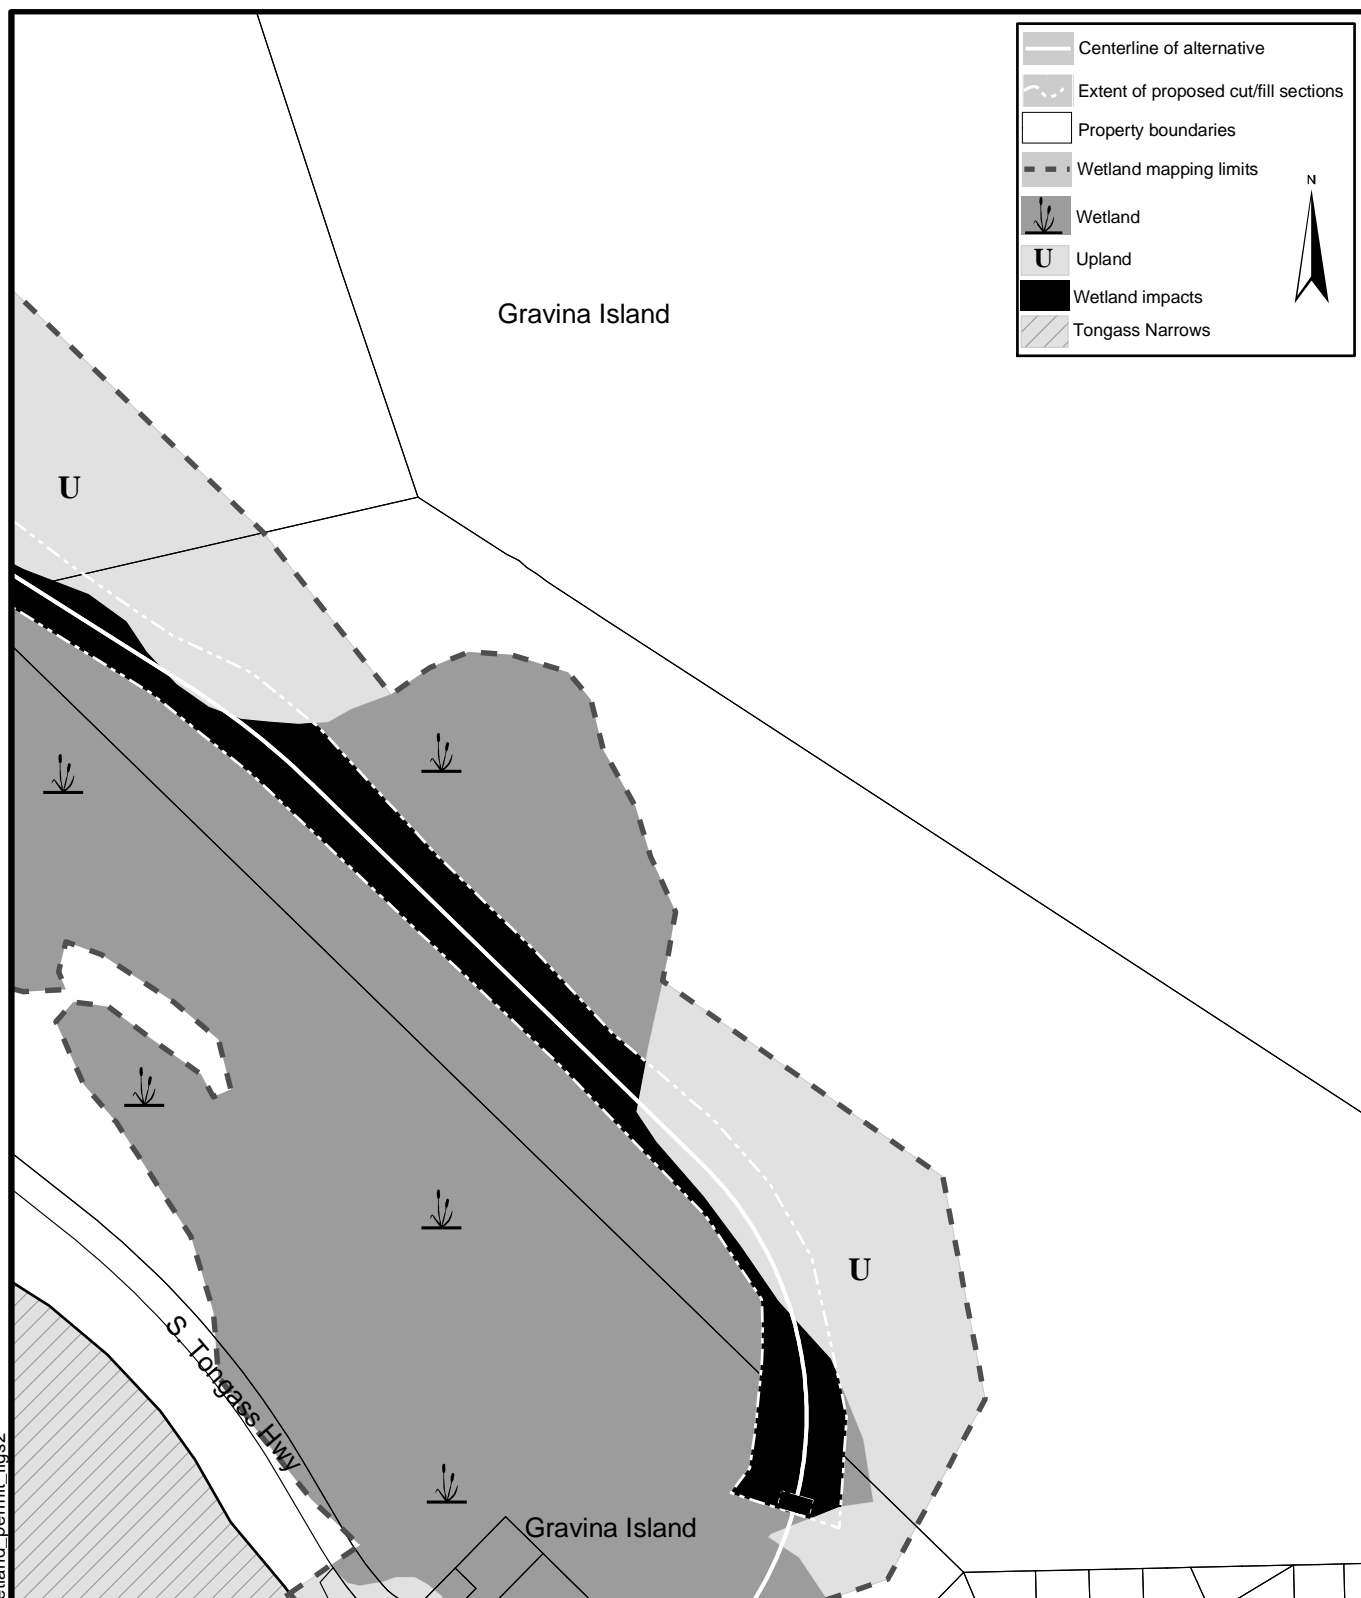 Centerline of alternative
Extent of proposed cut/fill sections
Property boundaries
Wetland mapping limits
N
Wetland
U Upland
Wetland impacts
Tongass Narrows
Gravina Island
U
U
S. Tongass Hwy
Gravina Island